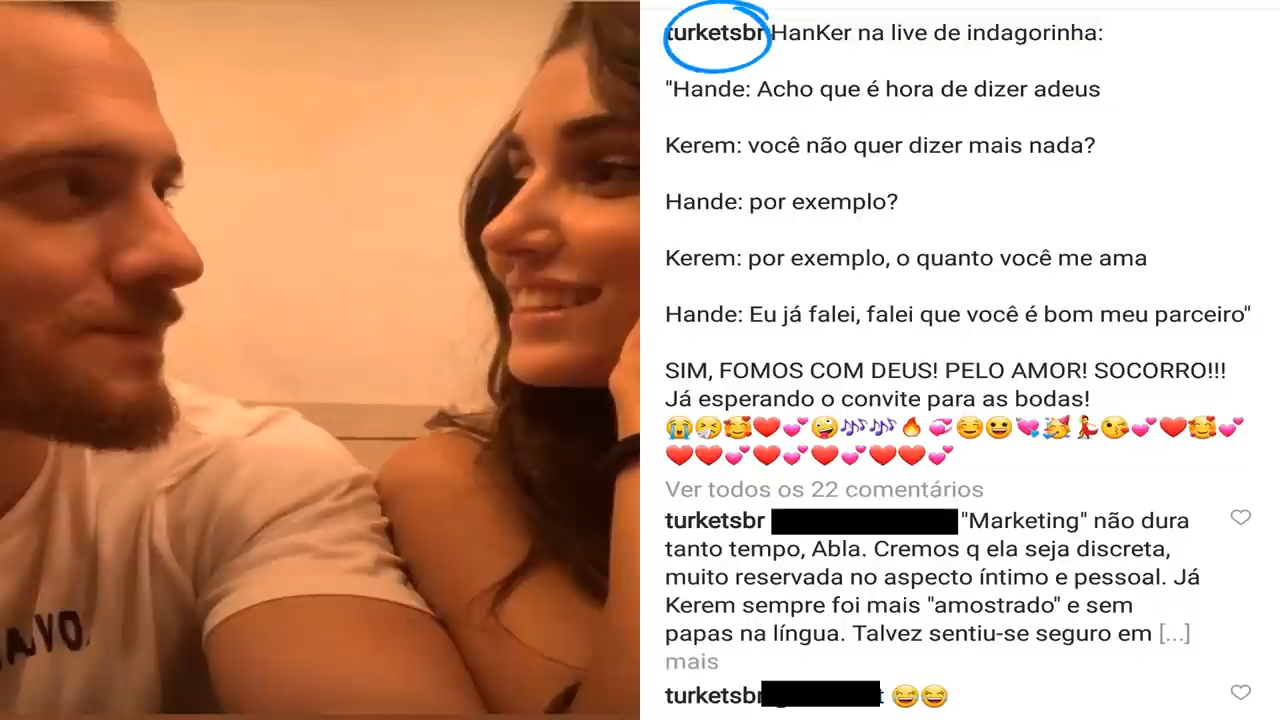 turketsbr HanKer na live de indagorinha:
"Hande: Acho que é hora de dizer adeus
Kerem: você não quer dizer mais nada?
Hande: por exemplo?
Kerem: por exemplo, o quanto você me ama
Hande: Eu já falei, falei que você é bom meu parceiro"
SIM, FOMOS COM DEUS! PELO AMOR! SOCORRO!!!
Já esperando o convite para as bodas!
😭🤧🥰❤️💕🤪🎶🎶🔥💞☺️😀💘🥳💃😘💕❤️🥰💕
❤️❤️💕❤️💕❤️💕❤️❤️💕
Ver todos os 22 comentários
turketsbr "Marketing" não dura
tanto tempo, Abla. Cremos q ela seja discreta,
muito reservada no aspecto íntimo e pessoal. Já
Kerem sempre foi mais "amostrado" e sem
papas na língua. Talvez sentiu-se seguro em [...]
mais
turketsbr 😂😂